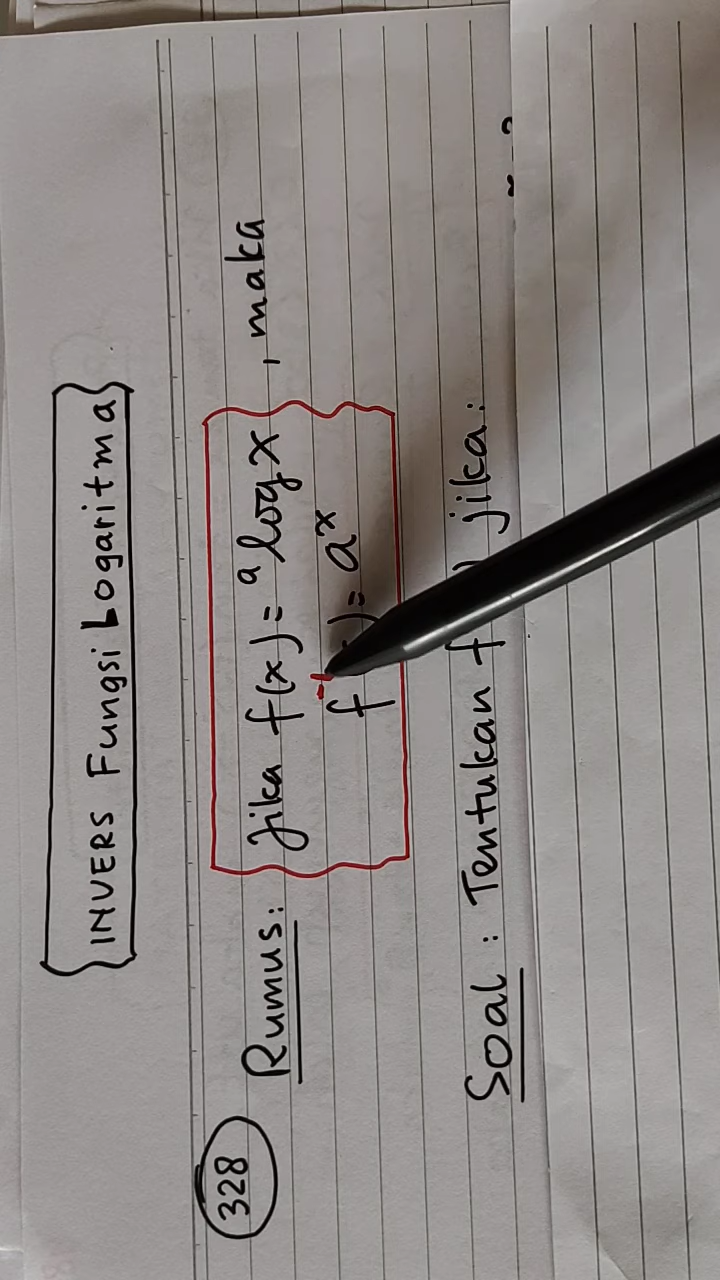 INVERS Fungsi Logaritma
328 Rumus: Jika f(x) = ᵃlog x, maka
f⁻¹(x) = aˣ
Soal: Tentukan f jika: